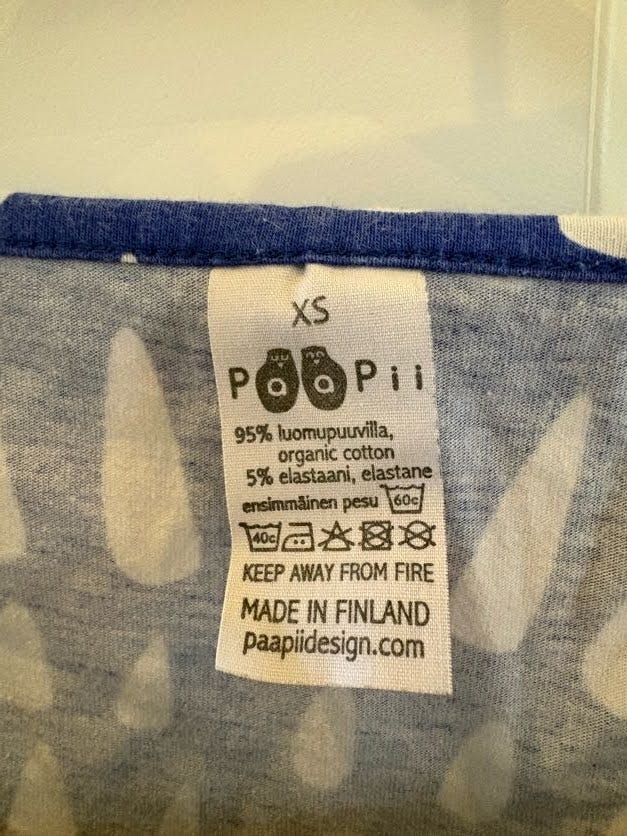 XS
PaaPii
95% luomupuuvilla,
organic cotton
5% elastaani, elastane
ensimmäinen pesu 60c
40c
KEEP AWAY FROM FIRE
MADE IN FINLAND
paapiidesign.com